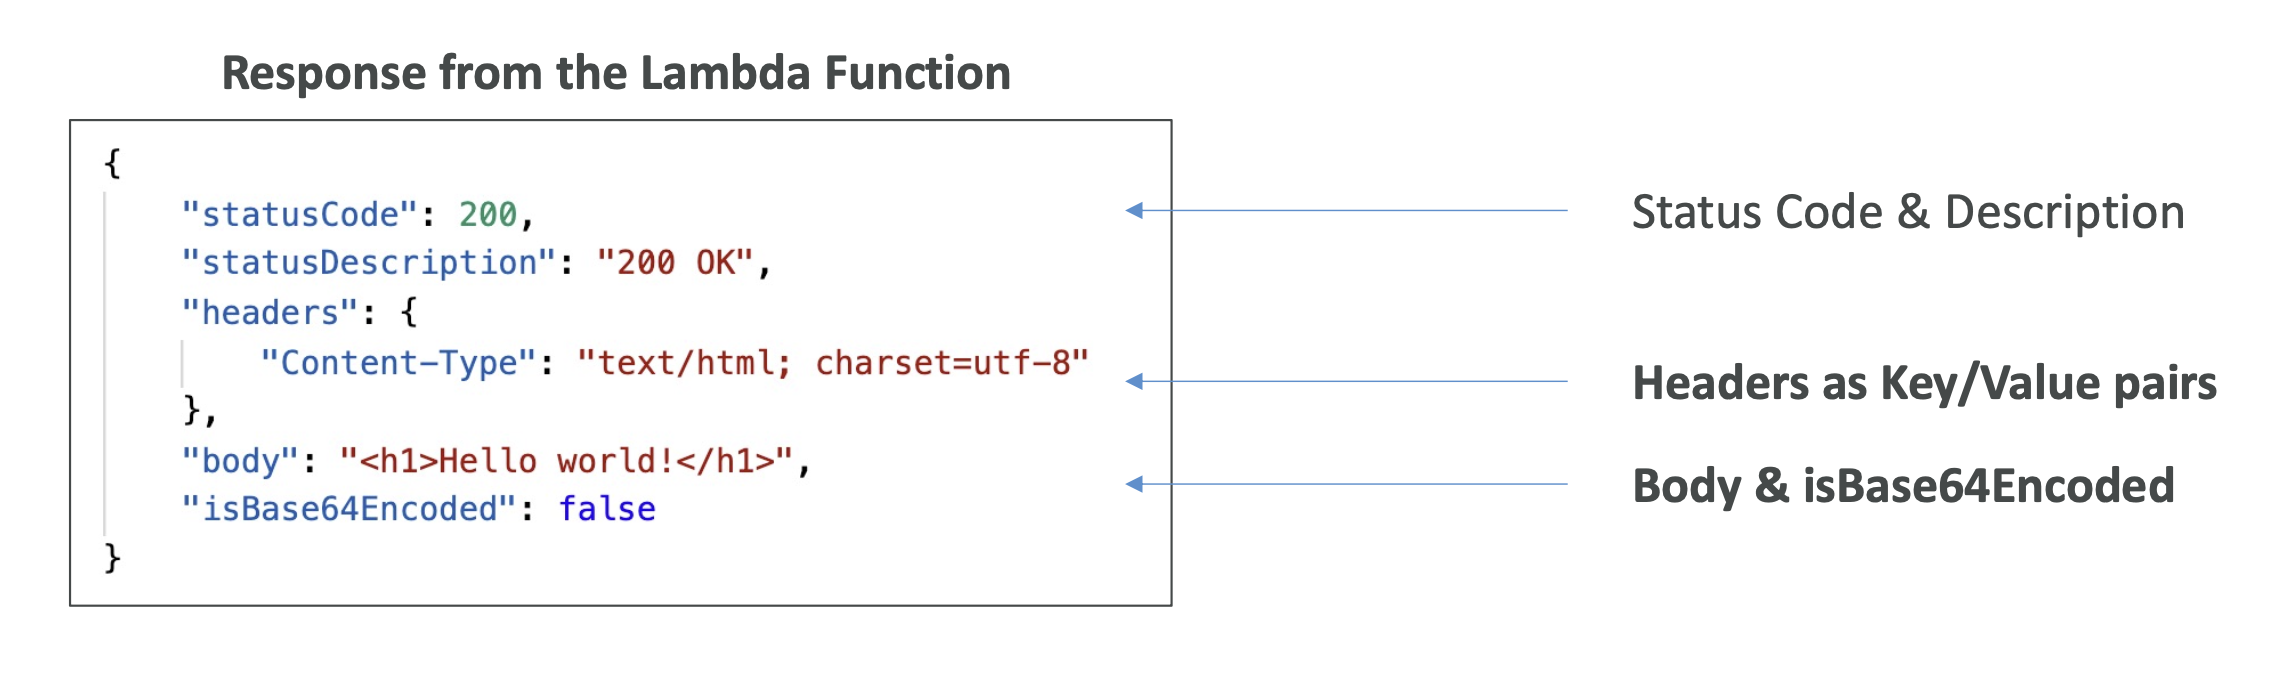 Response from the Lambda Function
{
"statusCode": 200,
"statusDescription": "200 OK",
"headers": {
"Content-Type": "text/html; charset=utf-8"
},
"body": "<h1>Hello world!</h1>",
"isBase64Encoded": false
}
Status Code & Description
Headers as Key/Value pairs
Body & isBase64Encoded